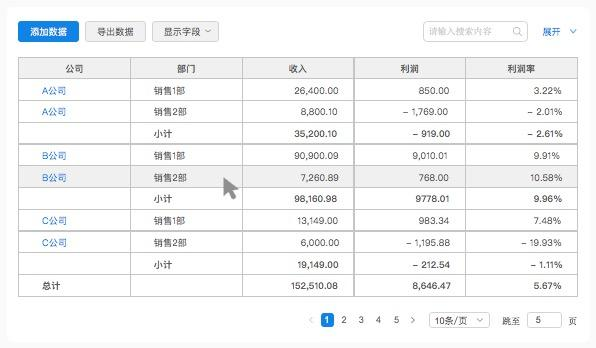 添加数据 导出数据 显示字段 请输入搜索内容 展开
公司 部门 收入 利润 利润率
A公司 销售1部 26,400.00 850.00 3.22%
A公司 销售2部 8,800.10 − 1,769.00 − 2.01%
小计 35,200.10 − 919.00 − 2.61%
B公司 销售1部 90,900.09 9,010.01 9.91%
B公司 销售2部 7,260.89 768.00 10.58%
小计 98,160.98 9778.01 9.96%
C公司 销售1部 13,149.00 983.34 7.48%
C公司 销售2部 6,000.00 − 1,195.88 − 19.93%
小计 19,149.00 − 212.54 − 1.11%
总计 152,510.08 8,646.47 5.67%
< 1 2 3 4 5 > 10条/页 跳至 5 页